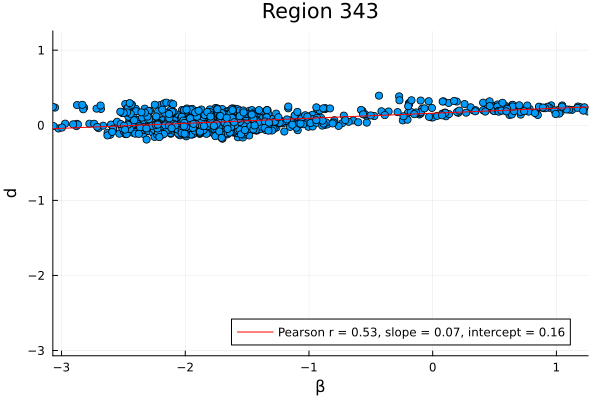 Region 343
1
0
−1
−2
−3
d
Pearson r = 0.53, slope = 0.07, intercept = 0.16
−3 −2 −1 0 1
β